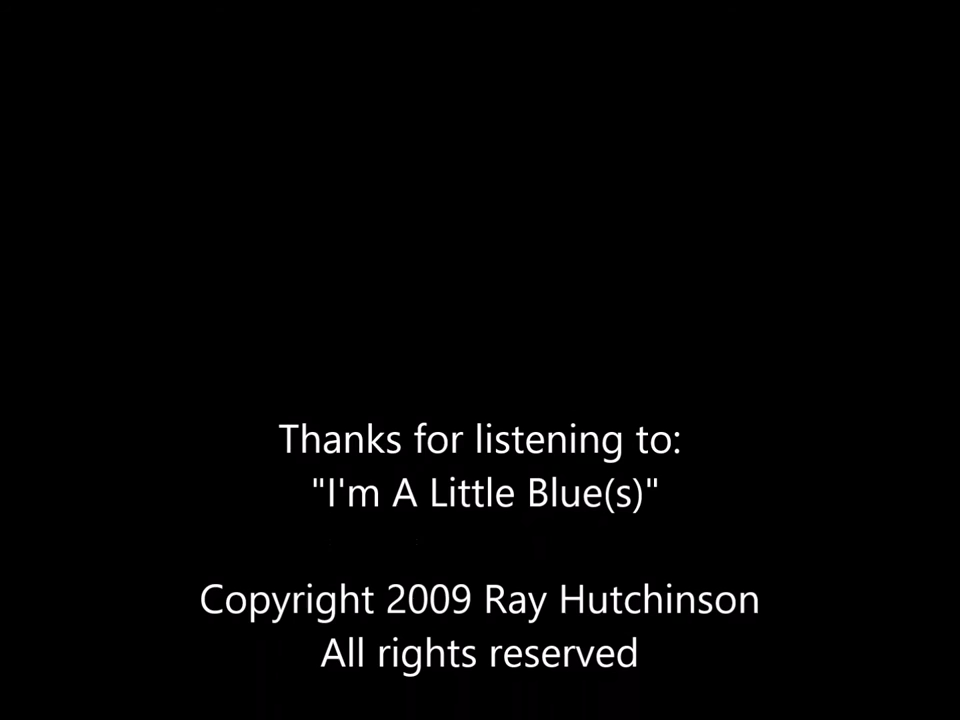 Thanks for listening to:
"I'm A Little Blue(s)"
Copyright 2009 Ray Hutchinson
All rights reserved